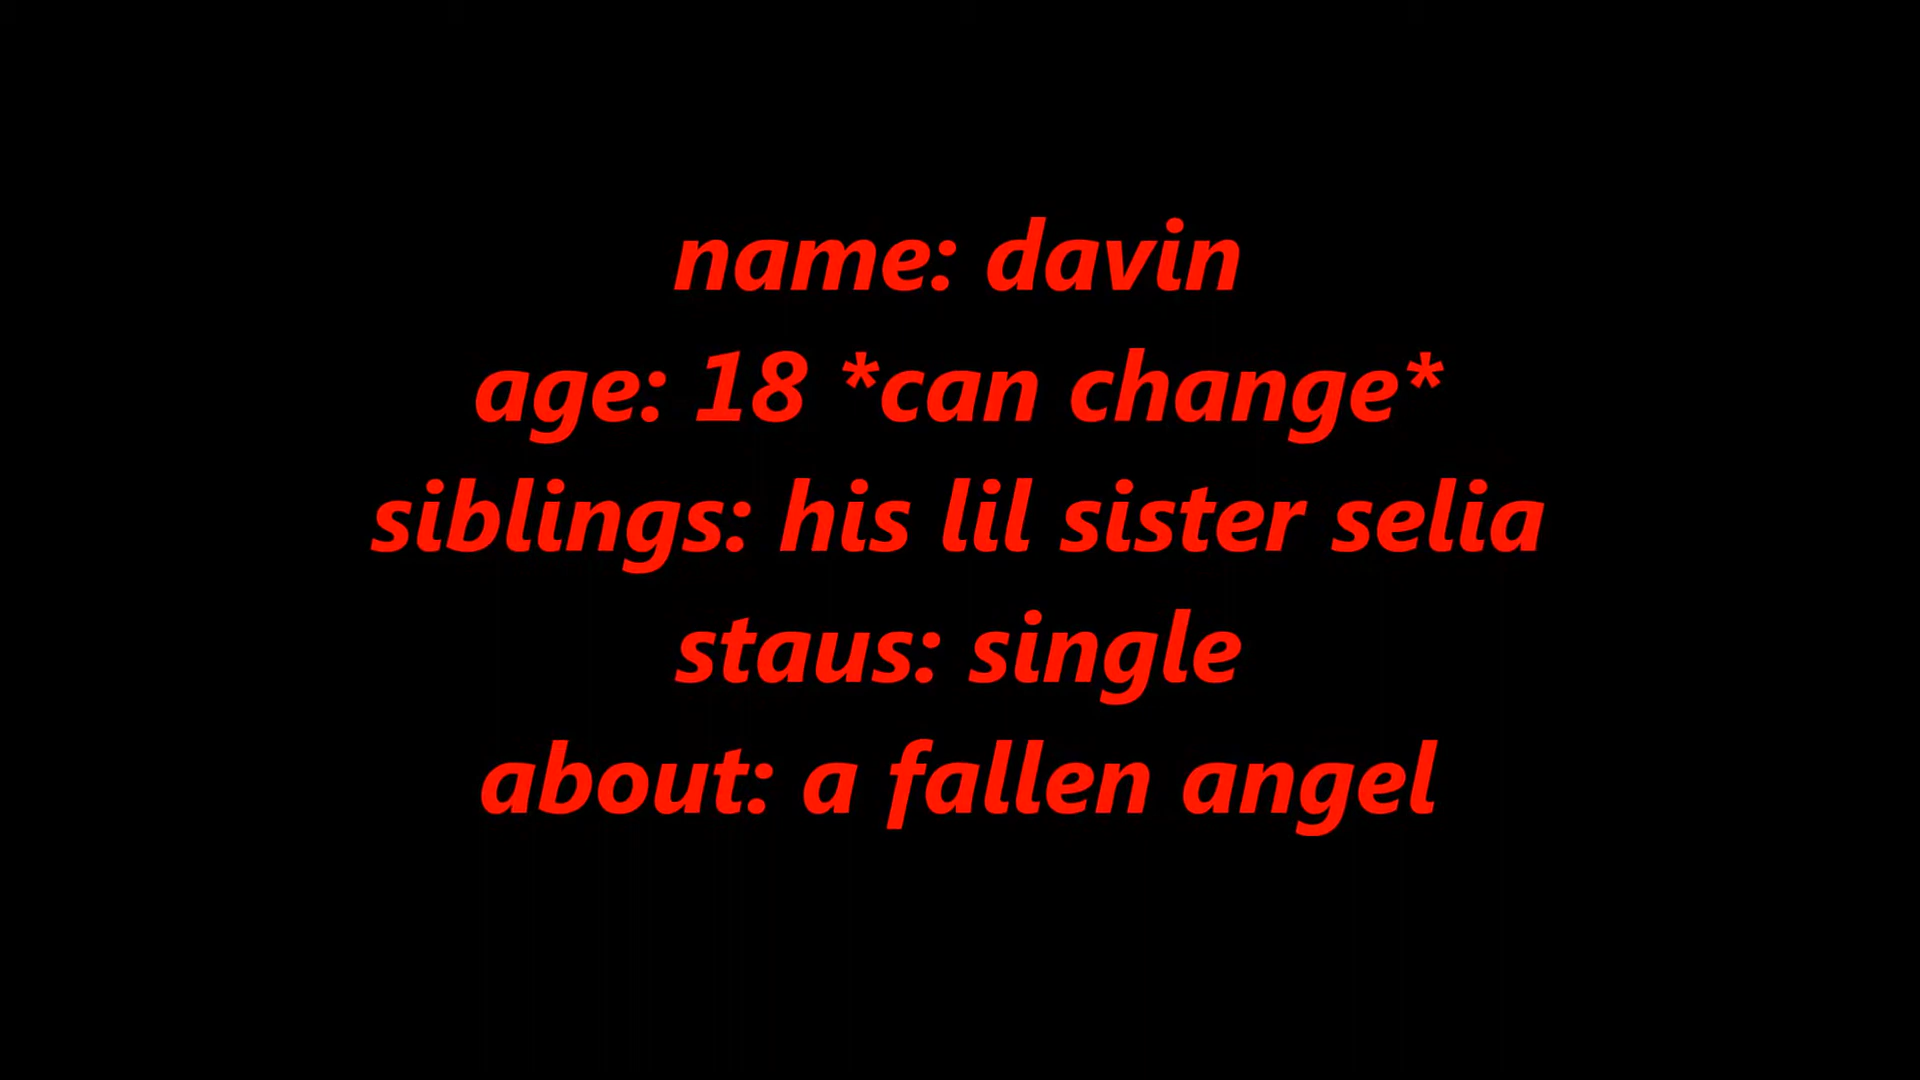 name: davin
age: 18 *can change*
siblings: his lil sister selia
staus: single
about: a fallen angel